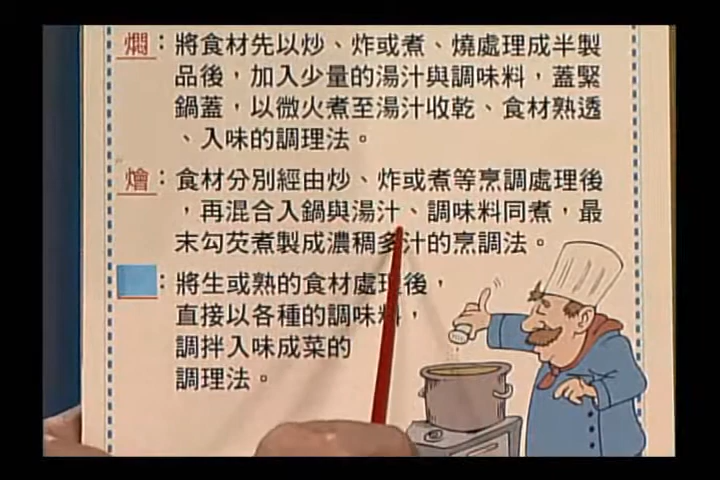 燜：將食材先以炒、炸或煮、燒處理成半製
品後，加入少量的湯汁與調味料，蓋緊
鍋蓋，以微火煮至湯汁收乾、食材熟透
、入味的調理法。
燴：食材分別經由炒、炸或煮等烹調處理後
，再混合入鍋與湯汁、調味料同煮，最
末勾芡煮製成濃稠多汁的烹調法。
：將生或熟的食材處理後，
直接以各種的調味料，
調拌入味成菜的
調理法。